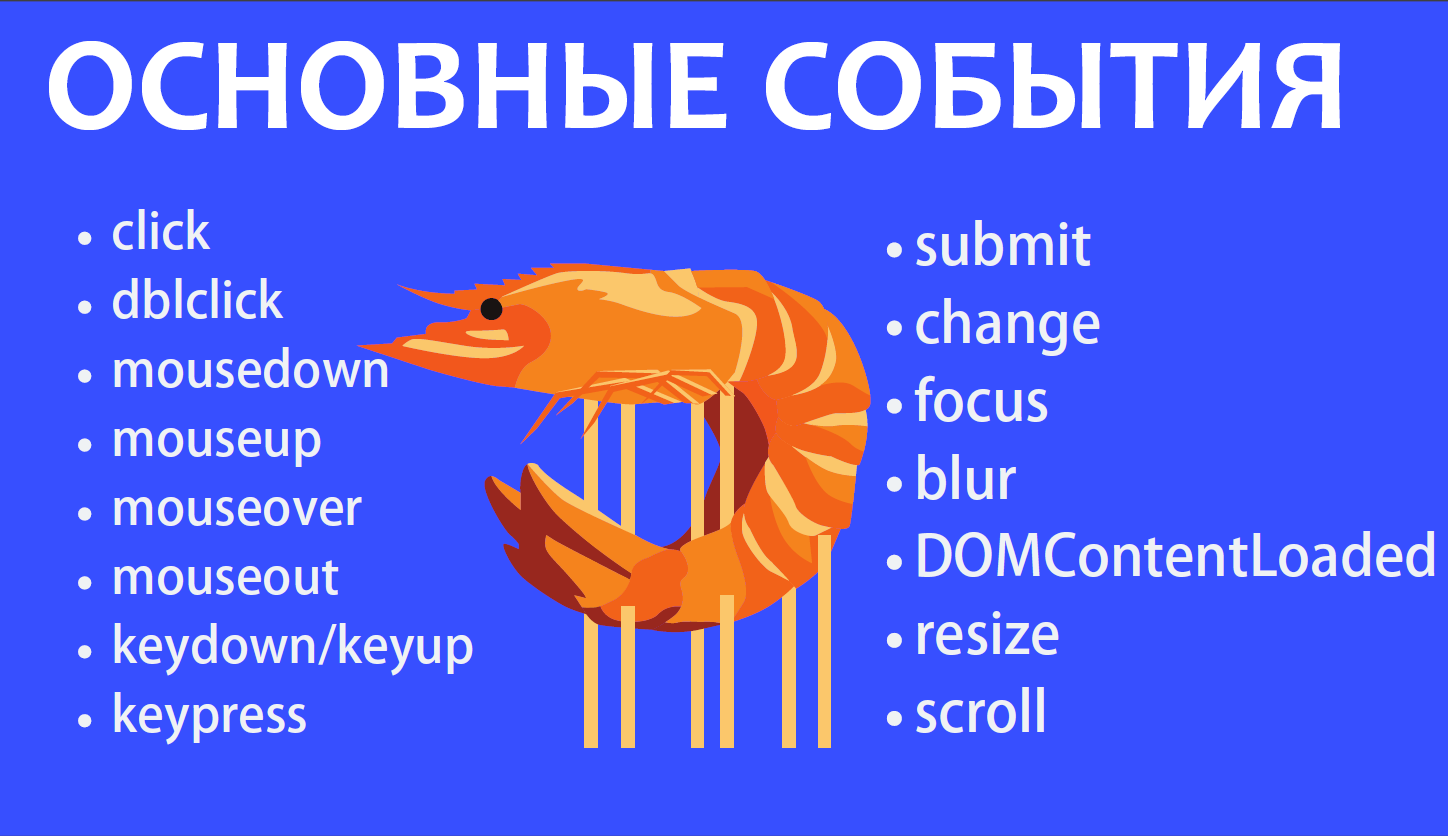 ОСНОВНЫЕ СОБЫТИЯ
• click
• dblclick
• mousedown
• mouseup
• mouseover
• mouseout
• keydown/keyup
• keypress
• submit
• change
• focus
• blur
• DOMContentLoaded
• resize
• scroll